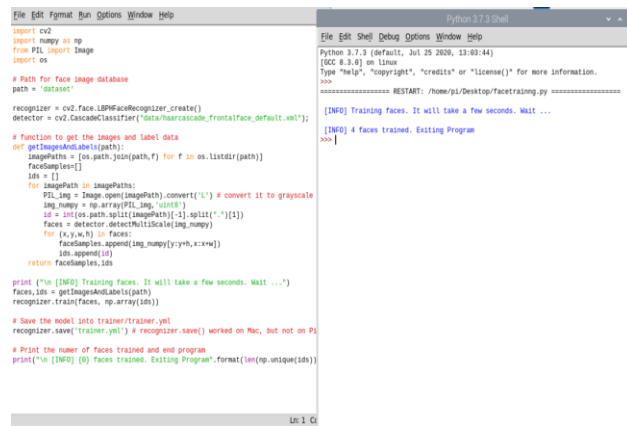 File Edit Format Run Options Window Help
import cv2
import numpy as np
from PIL import Image
import os
# Path for face image database
path = 'dataset'
recognizer = cv2.face.LBPHFaceRecognizer_create()
detector = cv2.CascadeClassifier("data/haarcascade_frontalface_default.xml");
# function to get the images and label data
def getImagesAndLabels(path):
    imagePaths = [os.path.join(path,f) for f in os.listdir(path)]
    faceSamples=[]
    ids = []
    for imagePath in imagePaths:
        PIL_img = Image.open(imagePath).convert('L') # convert it to grayscale
        img_numpy = np.array(PIL_img,'uint8')
        id = int(os.path.split(imagePath)[-1].split(".")[1])
        faces = detector.detectMultiScale(img_numpy)
        for (x,y,w,h) in faces:
            faceSamples.append(img_numpy[y:y+h,x:x+w])
            ids.append(id)
    return faceSamples,ids
print ("\n [INFO] Training faces. It will take a few seconds. Wait ...")
faces,ids = getImagesAndLabels(path)
recognizer.train(faces, np.array(ids))
# Save the model into trainer/trainer.yml
recognizer.save('trainer.yml') # recognizer.save() worked on Mac, but not on Pi
# Print the numer of faces trained and end program
print("\n [INFO] {0} faces trained. Exiting Program".format(len(np.unique(ids))
Ln: 1
Python 3.7.3 Shell
File Edit Shell Debug Options Window Help
Python 3.7.3 (default, Jul 25 2020, 13:03:44)
[GCC 8.3.0] on linux
Type "help", "copyright", "credits" or "license()" for more information.
>>>
================== RESTART: /home/pi/Desktop/facetrainng.py ==================
[INFO] Training faces. It will take a few seconds. Wait ...
[INFO] 4 faces trained. Exiting Program
>>>